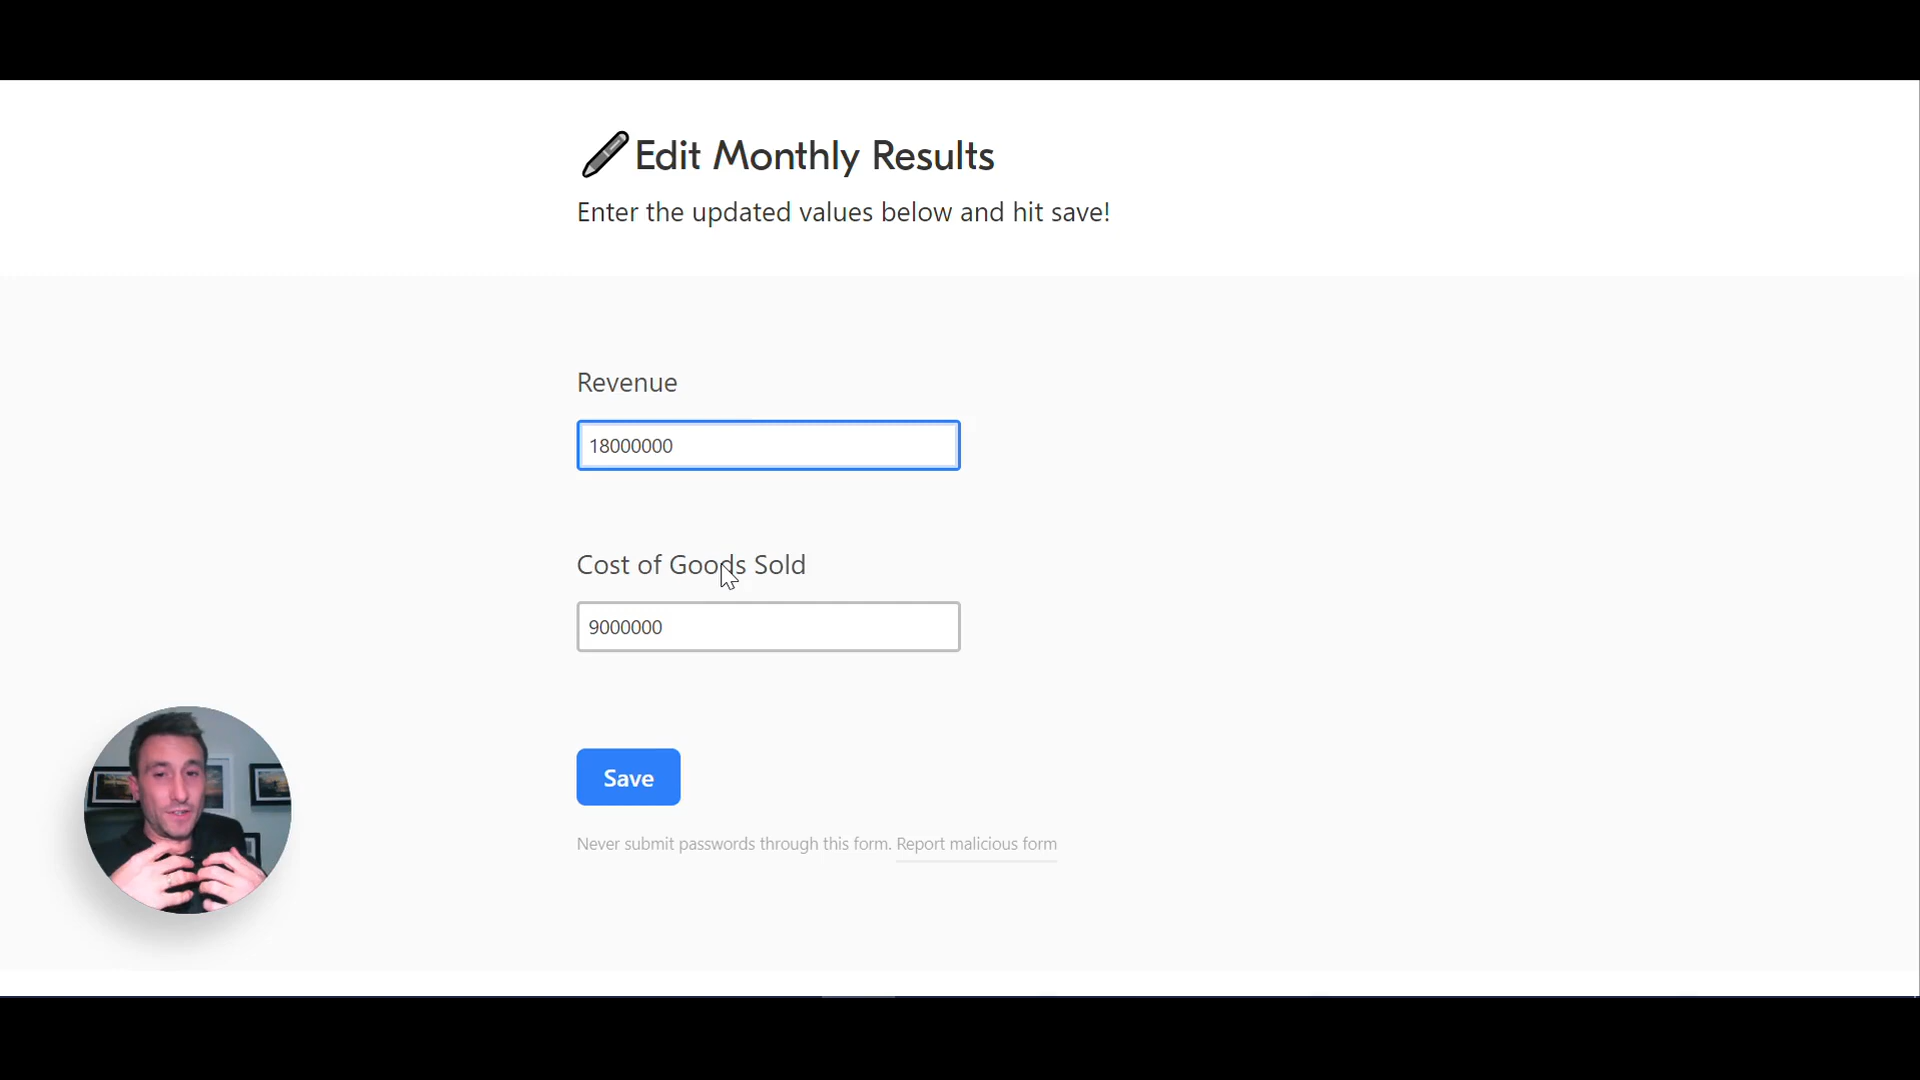 Edit Monthly Results
Enter the updated values below and hit save!
Revenue
18000000
Cost of Goods Sold
9000000
Save
Never submit passwords through this form. Report malicious form